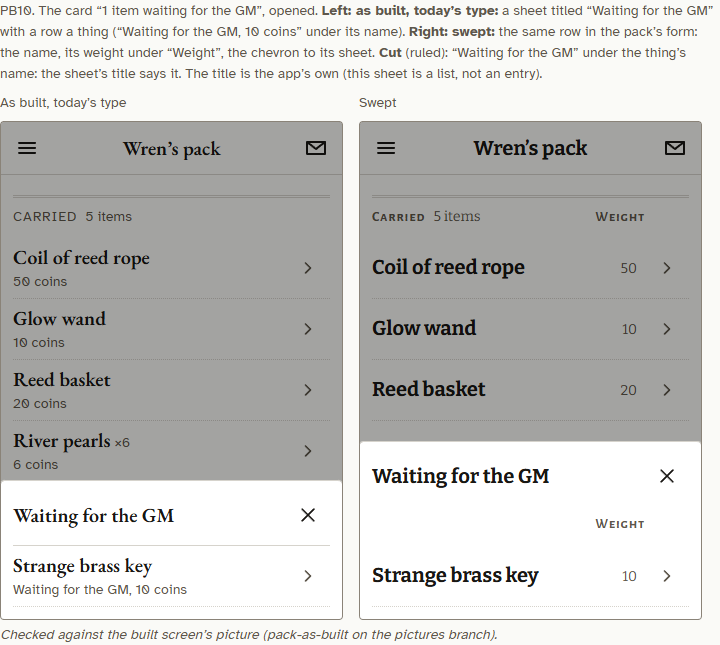 PB10. The card “1 item waiting for the GM”, opened. Left: as built, today’s type: a sheet titled “Waiting for the GM”
with a row a thing (“Waiting for the GM, 10 coins” under its name). Right: swept: the same row in the pack’s form:
the name, its weight under “Weight”, the chevron to its sheet. Cut (ruled): “Waiting for the GM” under the thing’s
name: the sheet’s title says it. The title is the app’s own (this sheet is a list, not an entry).
As built, today’s type
Wren’s pack
CARRIED 5 items
Coil of reed rope
50 coins
Glow wand
10 coins
Reed basket
20 coins
River pearls ×6
6 coins
Waiting for the GM
Strange brass key
Waiting for the GM, 10 coins
Swept
Wren’s pack
Carried 5 items Weight
Coil of reed rope 50
Glow wand 10
Reed basket 20
Waiting for the GM
Weight
Strange brass key 10
Checked against the built screen’s picture (pack-as-built on the pictures branch).